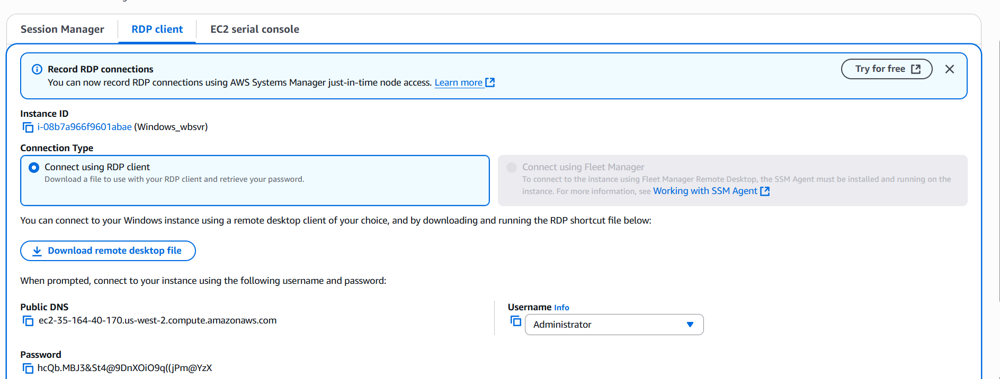 Session Manager
RDP client
EC2 serial console
Record RDP connections
You can now record RDP connections using AWS Systems Manager just-in-time node access. Learn more
Try for free
Instance ID
i-08b7a966f9601abae (Windows_wbsvr)
Connection Type
Connect using RDP client
Download a file to use with your RDP client and retrieve your password.
Connect using Fleet Manager
To connect to the instance using Fleet Manager Remote Desktop, the SSM Agent must be installed and running on the
instance. For more information, see Working with SSM Agent
You can connect to your Windows instance using a remote desktop client of your choice, and by downloading and running the RDP shortcut file below:
Download remote desktop file
When prompted, connect to your instance using the following username and password:
Public DNS
ec2-35-164-40-170.us-west-2.compute.amazonaws.com
Username Info
Administrator
Password
hcQb.MBJ3&St4@9DnXOiO9q((jPm@YzX